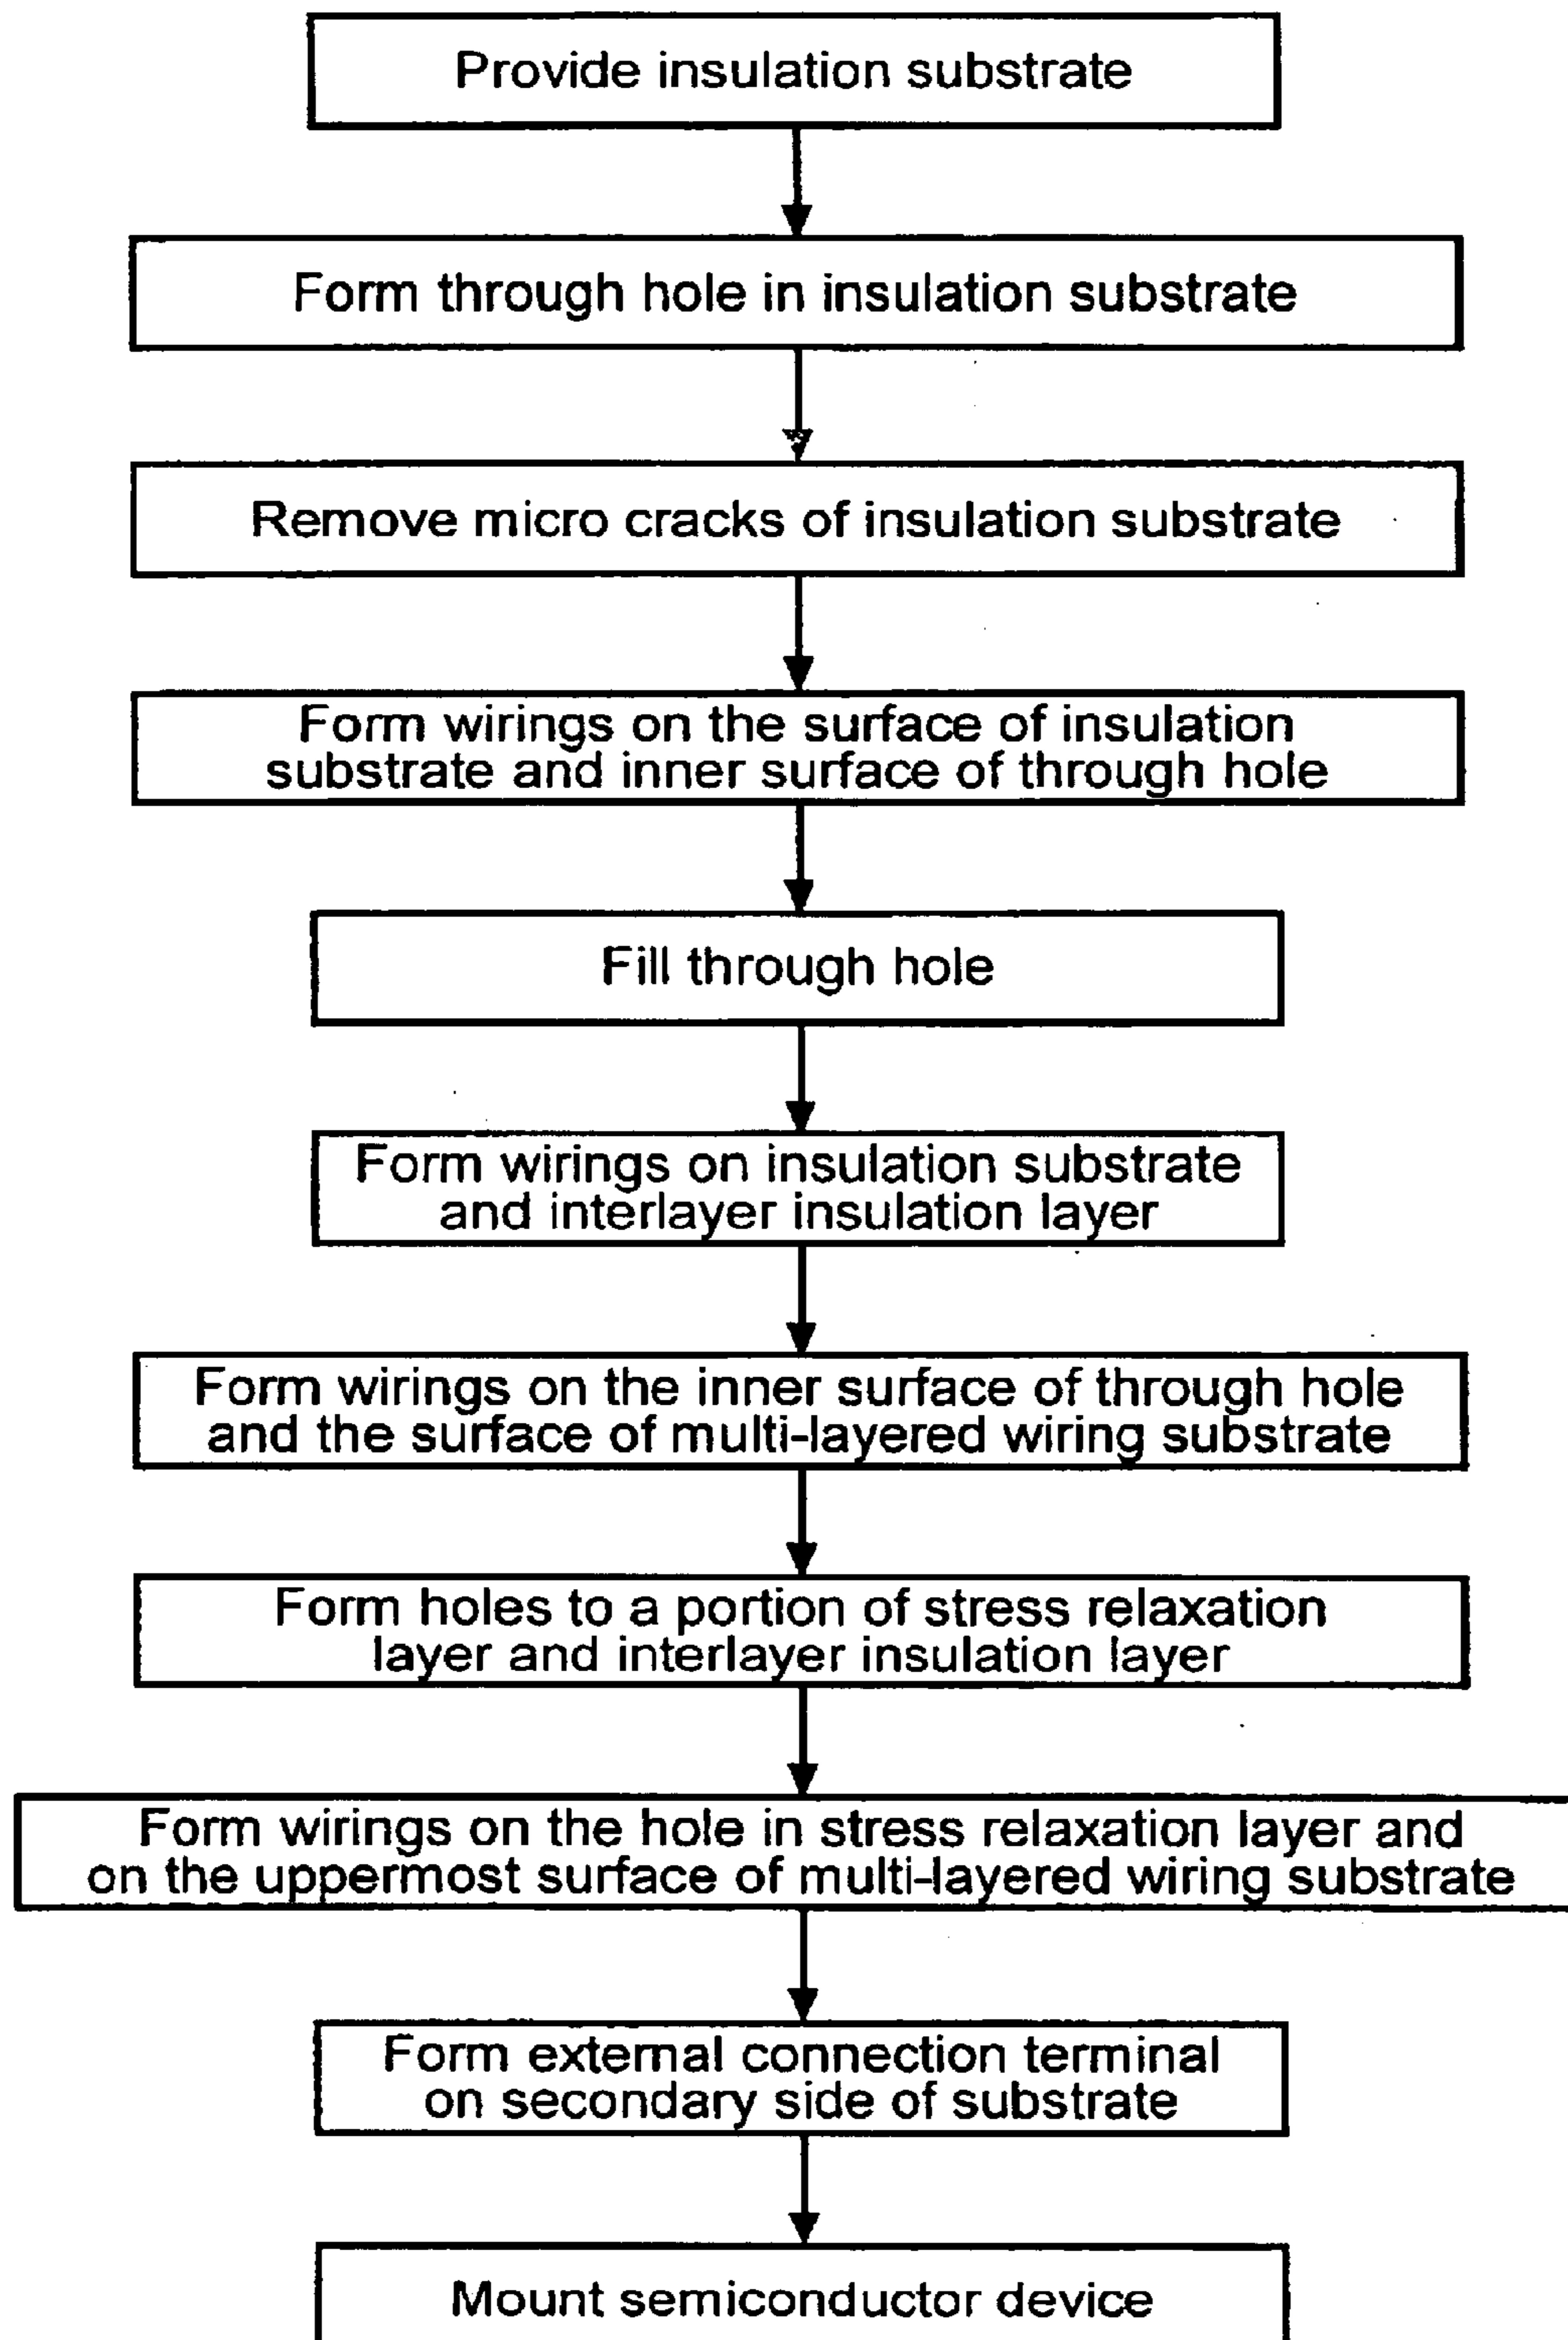 Provide insulation substrate
Form through hole in insulation substrate
Remove micro cracks of insulation substrate
Form wirings on the surface of insulation
substrate and inner surface of through hole
Fill through hole
Form wirings on insulation substrate
and interlayer insulation layer
Form wirings on the inner surface of through hole
and the surface of multi-layered wiring substrate
Form holes to a portion of stress relaxation
layer and interlayer insulation layer
Form wirings on the hole in stress relaxation layer and
on the uppermost surface of multi-layered wiring substrate
Form external connection terminal
on secondary side of substrate
Mount semiconductor device